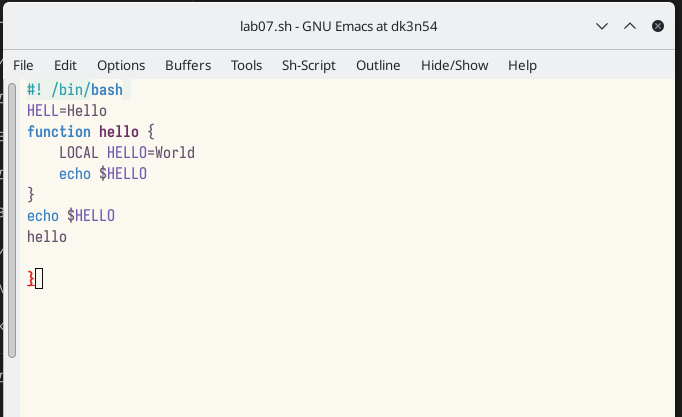 lab07.sh - GNU Emacs at dk3n54
File Edit Options Buffers Tools Sh-Script Outline Hide/Show Help
#! /bin/bash
HELL=Hello
function hello {
    LOCAL HELLO=World
    echo $HELLO
}
echo $HELLO
hello
}